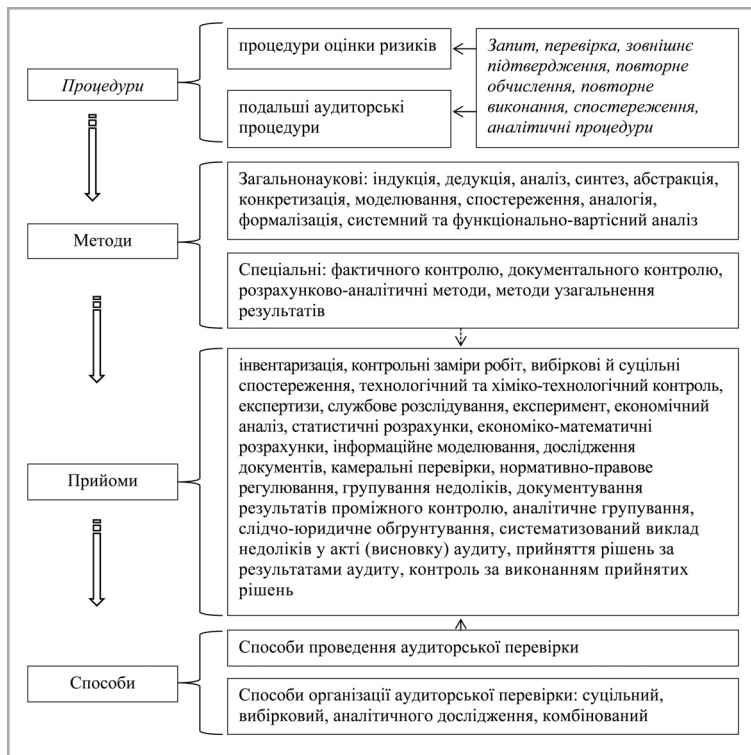 Процедури
процедури оцінки ризиків
подальші аудиторські
процедури
Запит, перевірка, зовнішнє
підтвердження, повторне
обчислення, повторне
виконання, спостереження,
аналітичні процедури
Методи
Загальнонаукові: індукція, дедукція, аналіз, синтез, абстракція,
конкретизація, моделювання, спостереження, аналогія,
формалізація, системний та функціонально-вартісний аналіз
Спеціальні: фактичного контролю, документального контролю,
розрахунково-аналітичні методи, методи узагальнення
результатів
Прийоми
інвентаризація, контрольні заміри робіт, вибіркові й суцільні
спостереження, технологічний та хіміко-технологічний контроль,
експертизи, службове розслідування, експеримент, економічний
аналіз, статистичні розрахунки, економіко-математичні
розрахунки, інформаційне моделювання, дослідження
документів, камеральні перевірки, нормативно-правове
регулювання, групування недоліків, документування
результатів проміжного контролю, аналітичне групування,
слідчо-юридичне обґрунтування, систематизований виклад
недоліків у акті (висновку) аудиту, прийняття рішень за
результатами аудиту, контроль за виконанням прийнятих
рішень
Способи
Способи проведення аудиторської перевірки
Способи організації аудиторської перевірки: суцільний,
вибірковий, аналітичного дослідження, комбінований